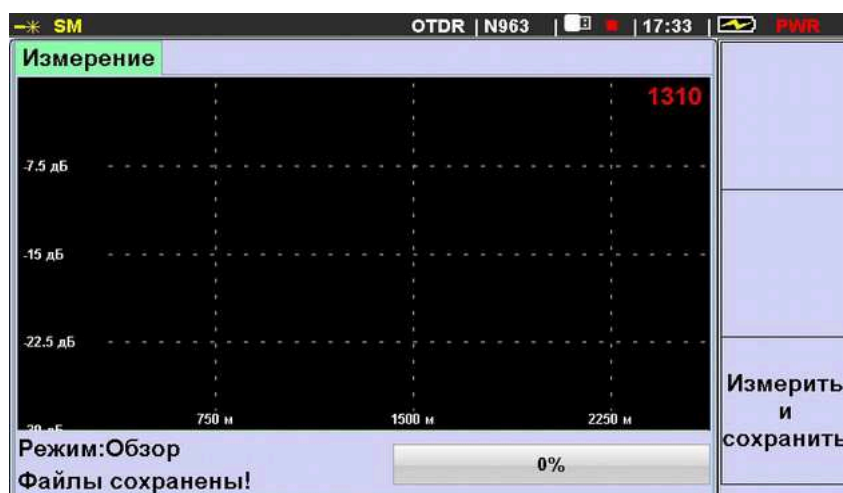 SM OTDR | N963 | | 17:33 | PWR
Измерение
1310
-7.5 дБ
-15 дБ
-22.5 дБ
750 м 1500 м 2250 м
Режим:Обзор
Файлы сохранены!
0%
Измерить
и
сохранить